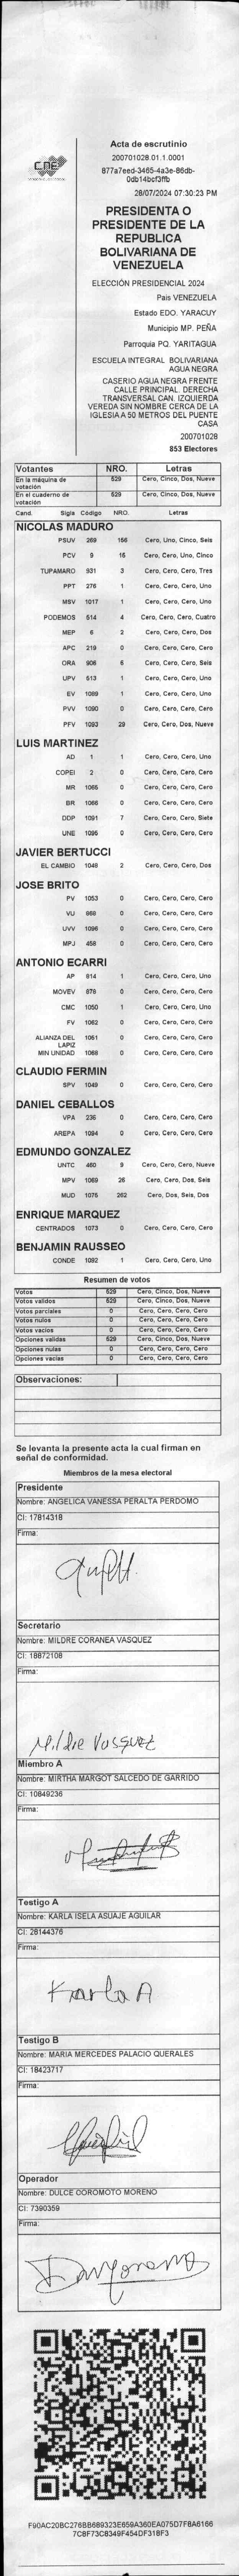 CNE
Acta de escrutinio
200701028.01.1.0001
877a7eed-3465-4a3e-86db-
0db14bcf3ffb
28/07/2024 07:30:23 PM
PRESIDENTA O
PRESIDENTE DE LA
REPUBLICA
BOLIVARIANA DE
VENEZUELA
ELECCIÓN PRESIDENCIAL 2024
Pais VENEZUELA
Estado EDO. YARACUY
Municipio MP. PEÑA
Parroquia PQ. YARITAGUA
ESCUELA INTEGRAL BOLIVARIANA
AGUA NEGRA
CASERIO AGUA NEGRA FRENTE
CALLE PRINCIPAL. DERECHA
TRANSVERSAL CAN. IZQUIERDA
VEREDA SIN NOMBRE CERCA DE LA
IGLESIA A 50 METROS DEL PUENTE
CASA
200701028
853 Electores
Votantes NRO. Letras
En la máquina de votación 529 Cero, Cinco, Dos, Nueve
En el cuaderno de votación 529 Cero, Cinco, Dos, Nueve
Cand. Sigla Código NRO. Letras
NICOLAS MADURO
PSUV 269 156 Cero, Uno, Cinco, Seis
PCV 9 15 Cero, Cero, Uno, Cinco
TUPAMARO 931 3 Cero, Cero, Cero, Tres
PPT 276 1 Cero, Cero, Cero, Uno
MSV 1017 1 Cero, Cero, Cero, Uno
PODEMOS 514 4 Cero, Cero, Cero, Cuatro
MEP 6 2 Cero, Cero, Cero, Dos
APC 219 0 Cero, Cero, Cero, Cero
ORA 906 6 Cero, Cero, Cero, Seis
UPV 513 1 Cero, Cero, Cero, Uno
EV 1089 1 Cero, Cero, Cero, Uno
PVV 1090 0 Cero, Cero, Cero, Cero
PFV 1093 29 Cero, Cero, Dos, Nueve
LUIS MARTINEZ
AD 1 1 Cero, Cero, Cero, Uno
COPEI 2 0 Cero, Cero, Cero, Cero
MR 1065 0 Cero, Cero, Cero, Cero
BR 1066 0 Cero, Cero, Cero, Cero
DDP 1091 7 Cero, Cero, Cero, Siete
UNE 1095 0 Cero, Cero, Cero, Cero
JAVIER BERTUCCI
EL CAMBIO 1048 2 Cero, Cero, Cero, Dos
JOSE BRITO
PV 1053 0 Cero, Cero, Cero, Cero
VU 968 0 Cero, Cero, Cero, Cero
UVV 1096 0 Cero, Cero, Cero, Cero
MPJ 458 0 Cero, Cero, Cero, Cero
ANTONIO ECARRI
AP 814 1 Cero, Cero, Cero, Uno
MOVEV 878 0 Cero, Cero, Cero, Cero
CMC 1050 1 Cero, Cero, Cero, Uno
FV 1062 0 Cero, Cero, Cero, Cero
ALIANZA DEL LAPIZ 1061 0 Cero, Cero, Cero, Cero
MIN UNIDAD 1068 0 Cero, Cero, Cero, Cero
CLAUDIO FERMIN
SPV 1049 0 Cero, Cero, Cero, Cero
DANIEL CEBALLOS
VPA 236 0 Cero, Cero, Cero, Cero
AREPA 1094 0 Cero, Cero, Cero, Cero
EDMUNDO GONZALEZ
UNTC 460 9 Cero, Cero, Cero, Nueve
MPV 1069 26 Cero, Cero, Dos, Seis
MUD 1075 262 Cero, Dos, Seis, Dos
ENRIQUE MARQUEZ
CENTRADOS 1073 0 Cero, Cero, Cero, Cero
BENJAMIN RAUSSEO
CONDE 1092 1 Cero, Cero, Cero, Uno
Resumen de votos
Votos 529 Cero, Cinco, Dos, Nueve
Votos validos 529 Cero, Cinco, Dos, Nueve
Votos parciales 0 Cero, Cero, Cero, Cero
Votos nulos 0 Cero, Cero, Cero, Cero
Votos vacios 0 Cero, Cero, Cero, Cero
Opciones validas 529 Cero, Cinco, Dos, Nueve
Opciones nulas 0 Cero, Cero, Cero, Cero
Opciones vacias 0 Cero, Cero, Cero, Cero
Observaciones:
Se levanta la presente acta la cual firman en
señal de conformidad.
Miembros de la mesa electoral
Presidente
Nombre: ANGELICA VANESSA PERALTA PERDOMO
CI: 17814318
Firma:
Secretario
Nombre: MILDRE CORANEA VASQUEZ
CI: 18872108
Firma:
Mildre Vasquez
Miembro A
Nombre: MIRTHA MARGOT SALCEDO DE GARRIDO
CI: 10849236
Firma:
Testigo A
Nombre: KARLA ISELA ASUAJE AGUILAR
CI: 26144376
Firma:
Karla A
Testigo B
Nombre: MARIA MERCEDES PALACIO QUERALES
CI: 18423717
Firma:
Operador
Nombre: DULCE COROMOTO MORENO
CI: 7390359
Firma:
F90AC20BC276BB689323E659A360EA075D7F8A6166
7C8F73C8349F454DF318F3